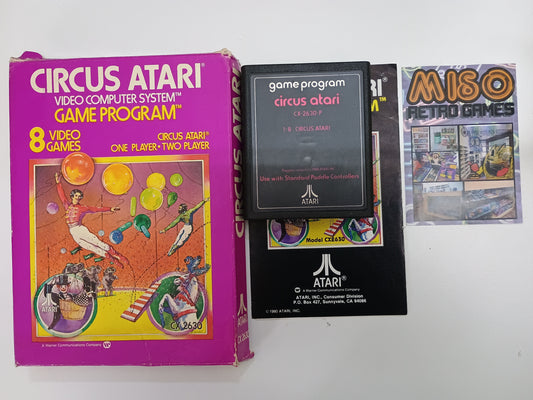 CIRCUS ATARI®
VIDEO COMPUTER SYSTEM™
GAME PROGRAM™
8 VIDEO GAMES
CIRCUS ATARI®
ONE PLAYER • TWO PLAYER
ATARI
CX2630
A Warner Communications Company
CIRCUS ATARI
game program
circus atari
CX-2630-P
1-8 CIRCUS ATARI
Use with Standard Paddle Controllers
ATARI
Model CX2630
ATARI®
A Warner Communications Company
ATARI, INC., Consumer Division
P.O. Box 427, Sunnyvale, CA 94086
© 1980 ATARI, INC.
MISO
RETRO GAMES